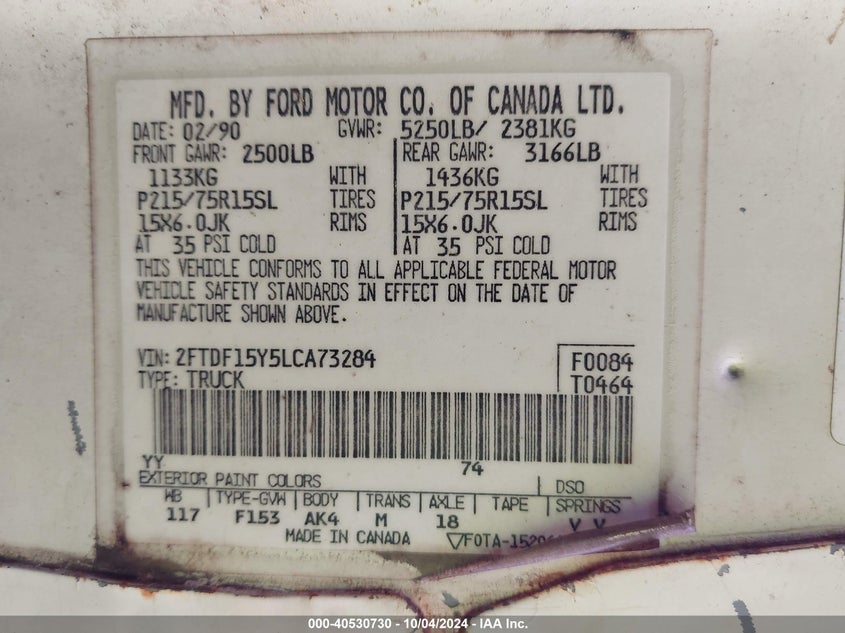 MFD. BY FORD MOTOR CO. OF CANADA LTD.
DATE: 02/90 GVWR: 5250LB/ 2381KG
FRONT GAWR: 2500LB REAR GAWR: 3166LB
1133KG WITH 1436KG WITH
P215/75R15SL TIRES P215/75R15SL TIRES
15X6.0JK RIMS 15X6.0JK RIMS
AT 35 PSI COLD AT 35 PSI COLD
THIS VEHICLE CONFORMS TO ALL APPLICABLE FEDERAL MOTOR
VEHICLE SAFETY STANDARDS IN EFFECT ON THE DATE OF
MANUFACTURE SHOWN ABOVE.
VIN: 2FTDF15Y5LCA73284 F0084
TYPE: TRUCK T0464
YY 74
EXTERIOR PAINT COLORS DSO
WB TYPE-GVW BODY TRANS AXLE TAPE SPRINGS
117 F153 AK4 M 18 V V
MADE IN CANADA
000-40530730 - 10/04/2024 - IAA Inc.